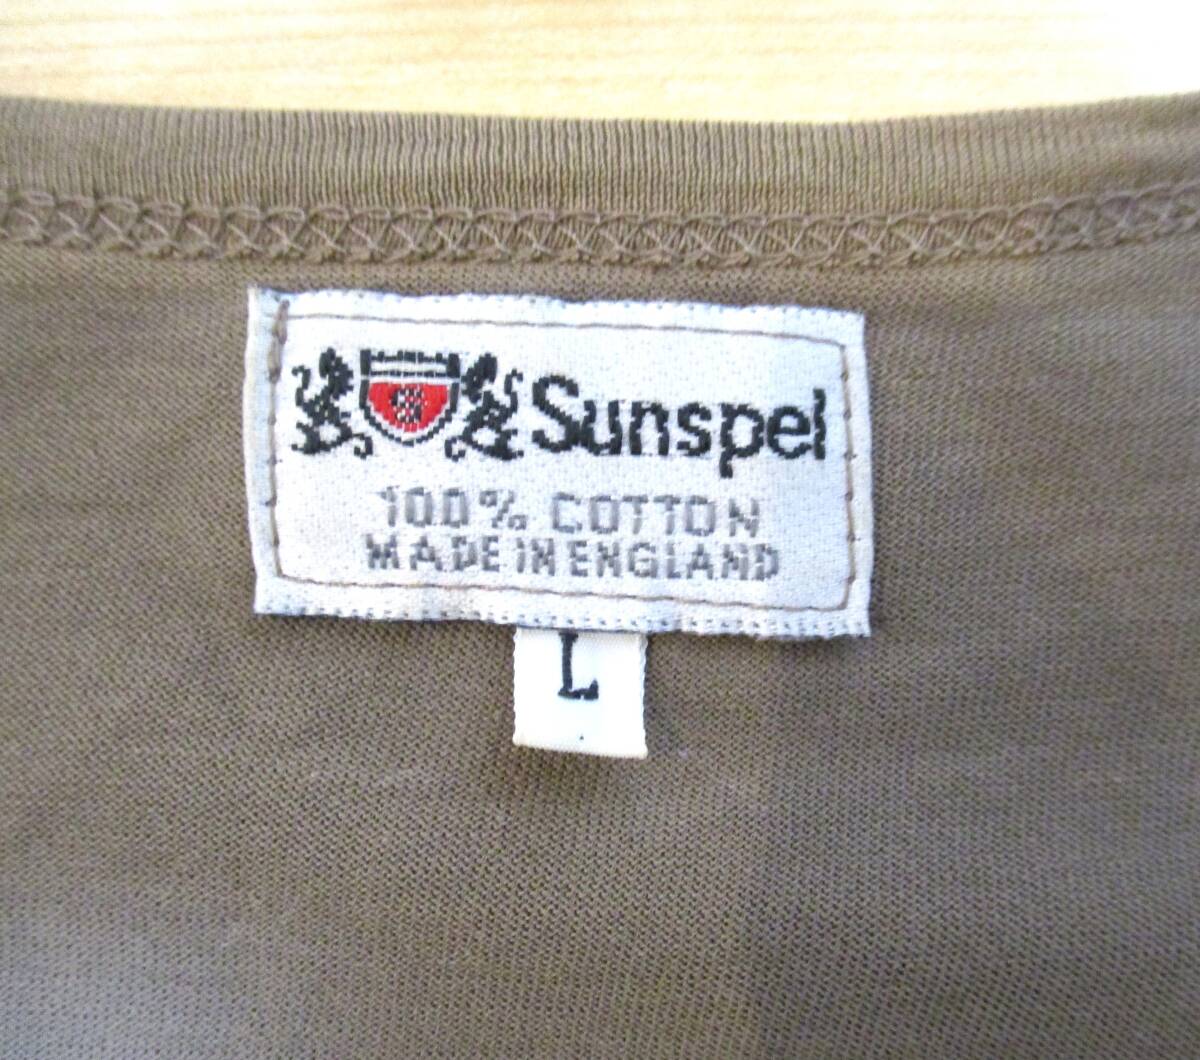 S
Sunspel
100% COTTON
MADE IN ENGLAND
L